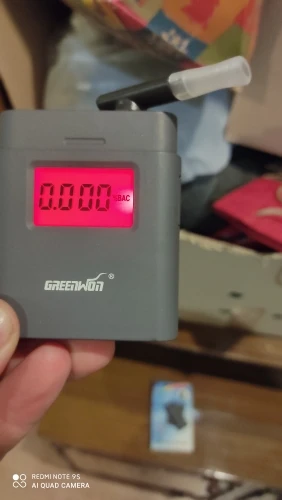 0.000 %BAC
GREENWON ®
REDMI NOTE 9S
AI QUAD CAMERA